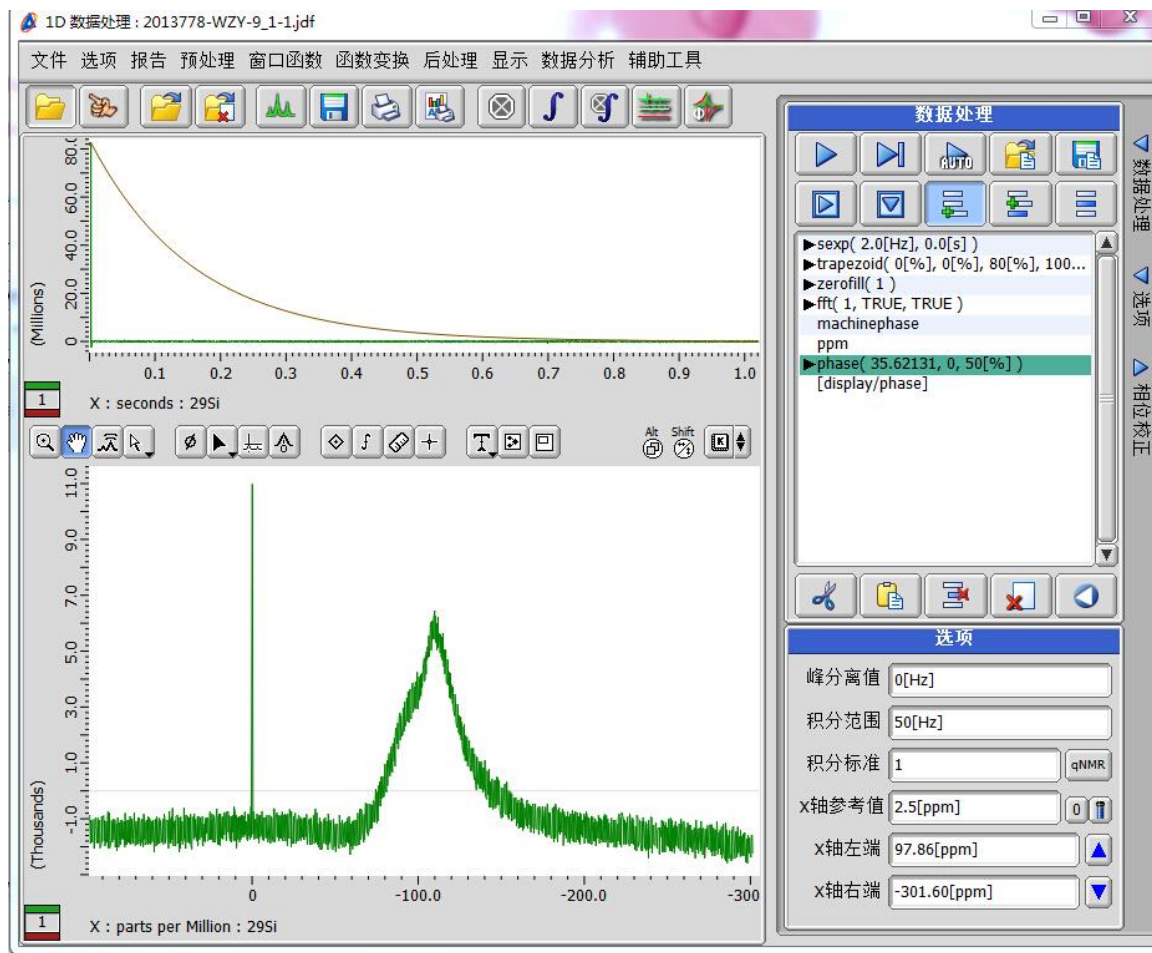 1D 数据处理 : 2013778-WZY-9_1-1.jdf
文件 选项 报告 预处理 窗口函数 函数变换 后处理 显示 数据分析 辅助工具
(Millions)
80.0
60.0
40.0
20.0
0
0.1 0.2 0.3 0.4 0.5 0.6 0.7 0.8 0.9 1.0
1
X : seconds : 29Si
Alt Shift
K
(Thousands)
11.0
9.0
7.0
5.0
3.0
1.0
-1.0
0 -100.0 -200.0 -300
1
X : parts per Million : 29Si
数据处理
AUTO
sexp( 2.0[Hz], 0.0[s] )
trapezoid( 0[%], 0[%], 80[%], 100...
zerofill( 1 )
fft( 1, TRUE, TRUE )
machinephase
ppm
phase( 35.62131, 0, 50[%] )
[display/phase]
选项
峰分离值 0[Hz]
积分范围 50[Hz]
积分标准 1 qNMR
x轴参考值 2.5[ppm] 0
x轴左端 97.86[ppm]
x轴右端 -301.60[ppm]
数据处理
选项
相位校正